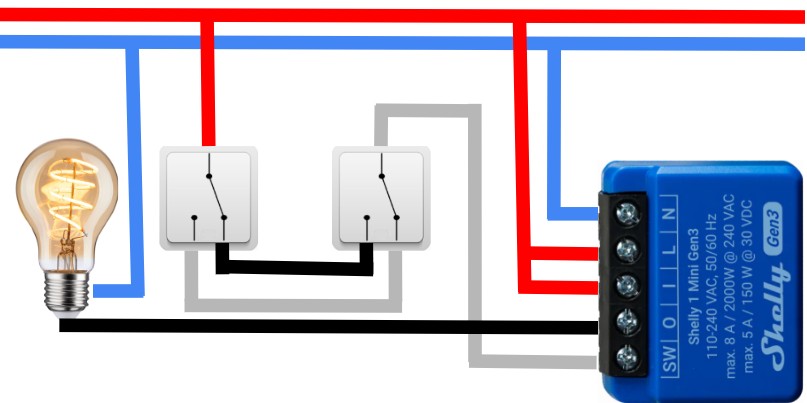 SW O I L N
Shelly 1 Mini Gen3
110-240 VAC, 50/60 Hz
max. 8 A / 2000W @ 240 VAC
max. 5 A / 150 W @ 30 VDC
Shelly Gen3